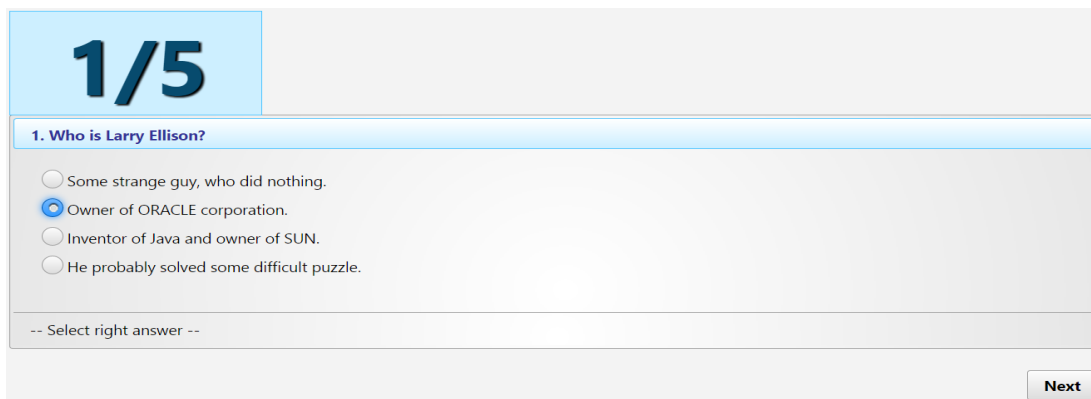 1/5
1. Who is Larry Ellison?
Some strange guy, who did nothing.
Owner of ORACLE corporation.
Inventor of Java and owner of SUN.
He probably solved some difficult puzzle.
-- Select right answer --
Next